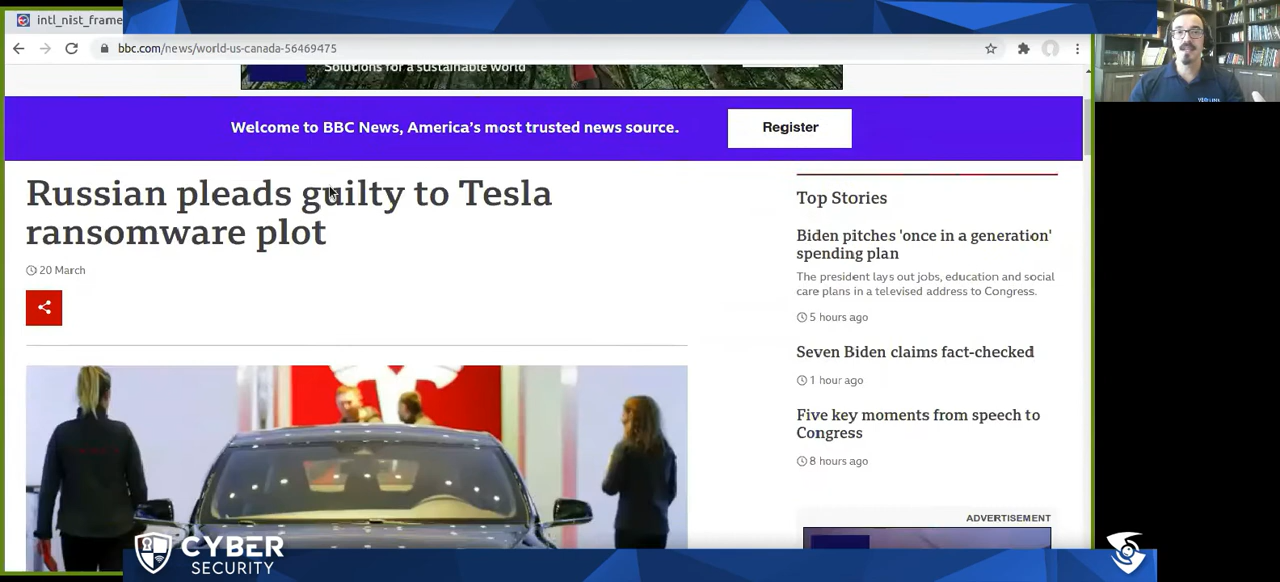 intl_nist_frame
bbc.com/news/world-us-canada-56469475
Solutions for a sustainable world
Welcome to BBC News, America's most trusted news source.
Register
Russian pleads guilty to Tesla
ransomware plot
20 March
Top Stories
Biden pitches 'once in a generation'
spending plan
The president lays out jobs, education and social
care plans in a televised address to Congress.
5 hours ago
Seven Biden claims fact-checked
1 hour ago
Five key moments from speech to
Congress
8 hours ago
ADVERTISEMENT
CYBER
SECURITY